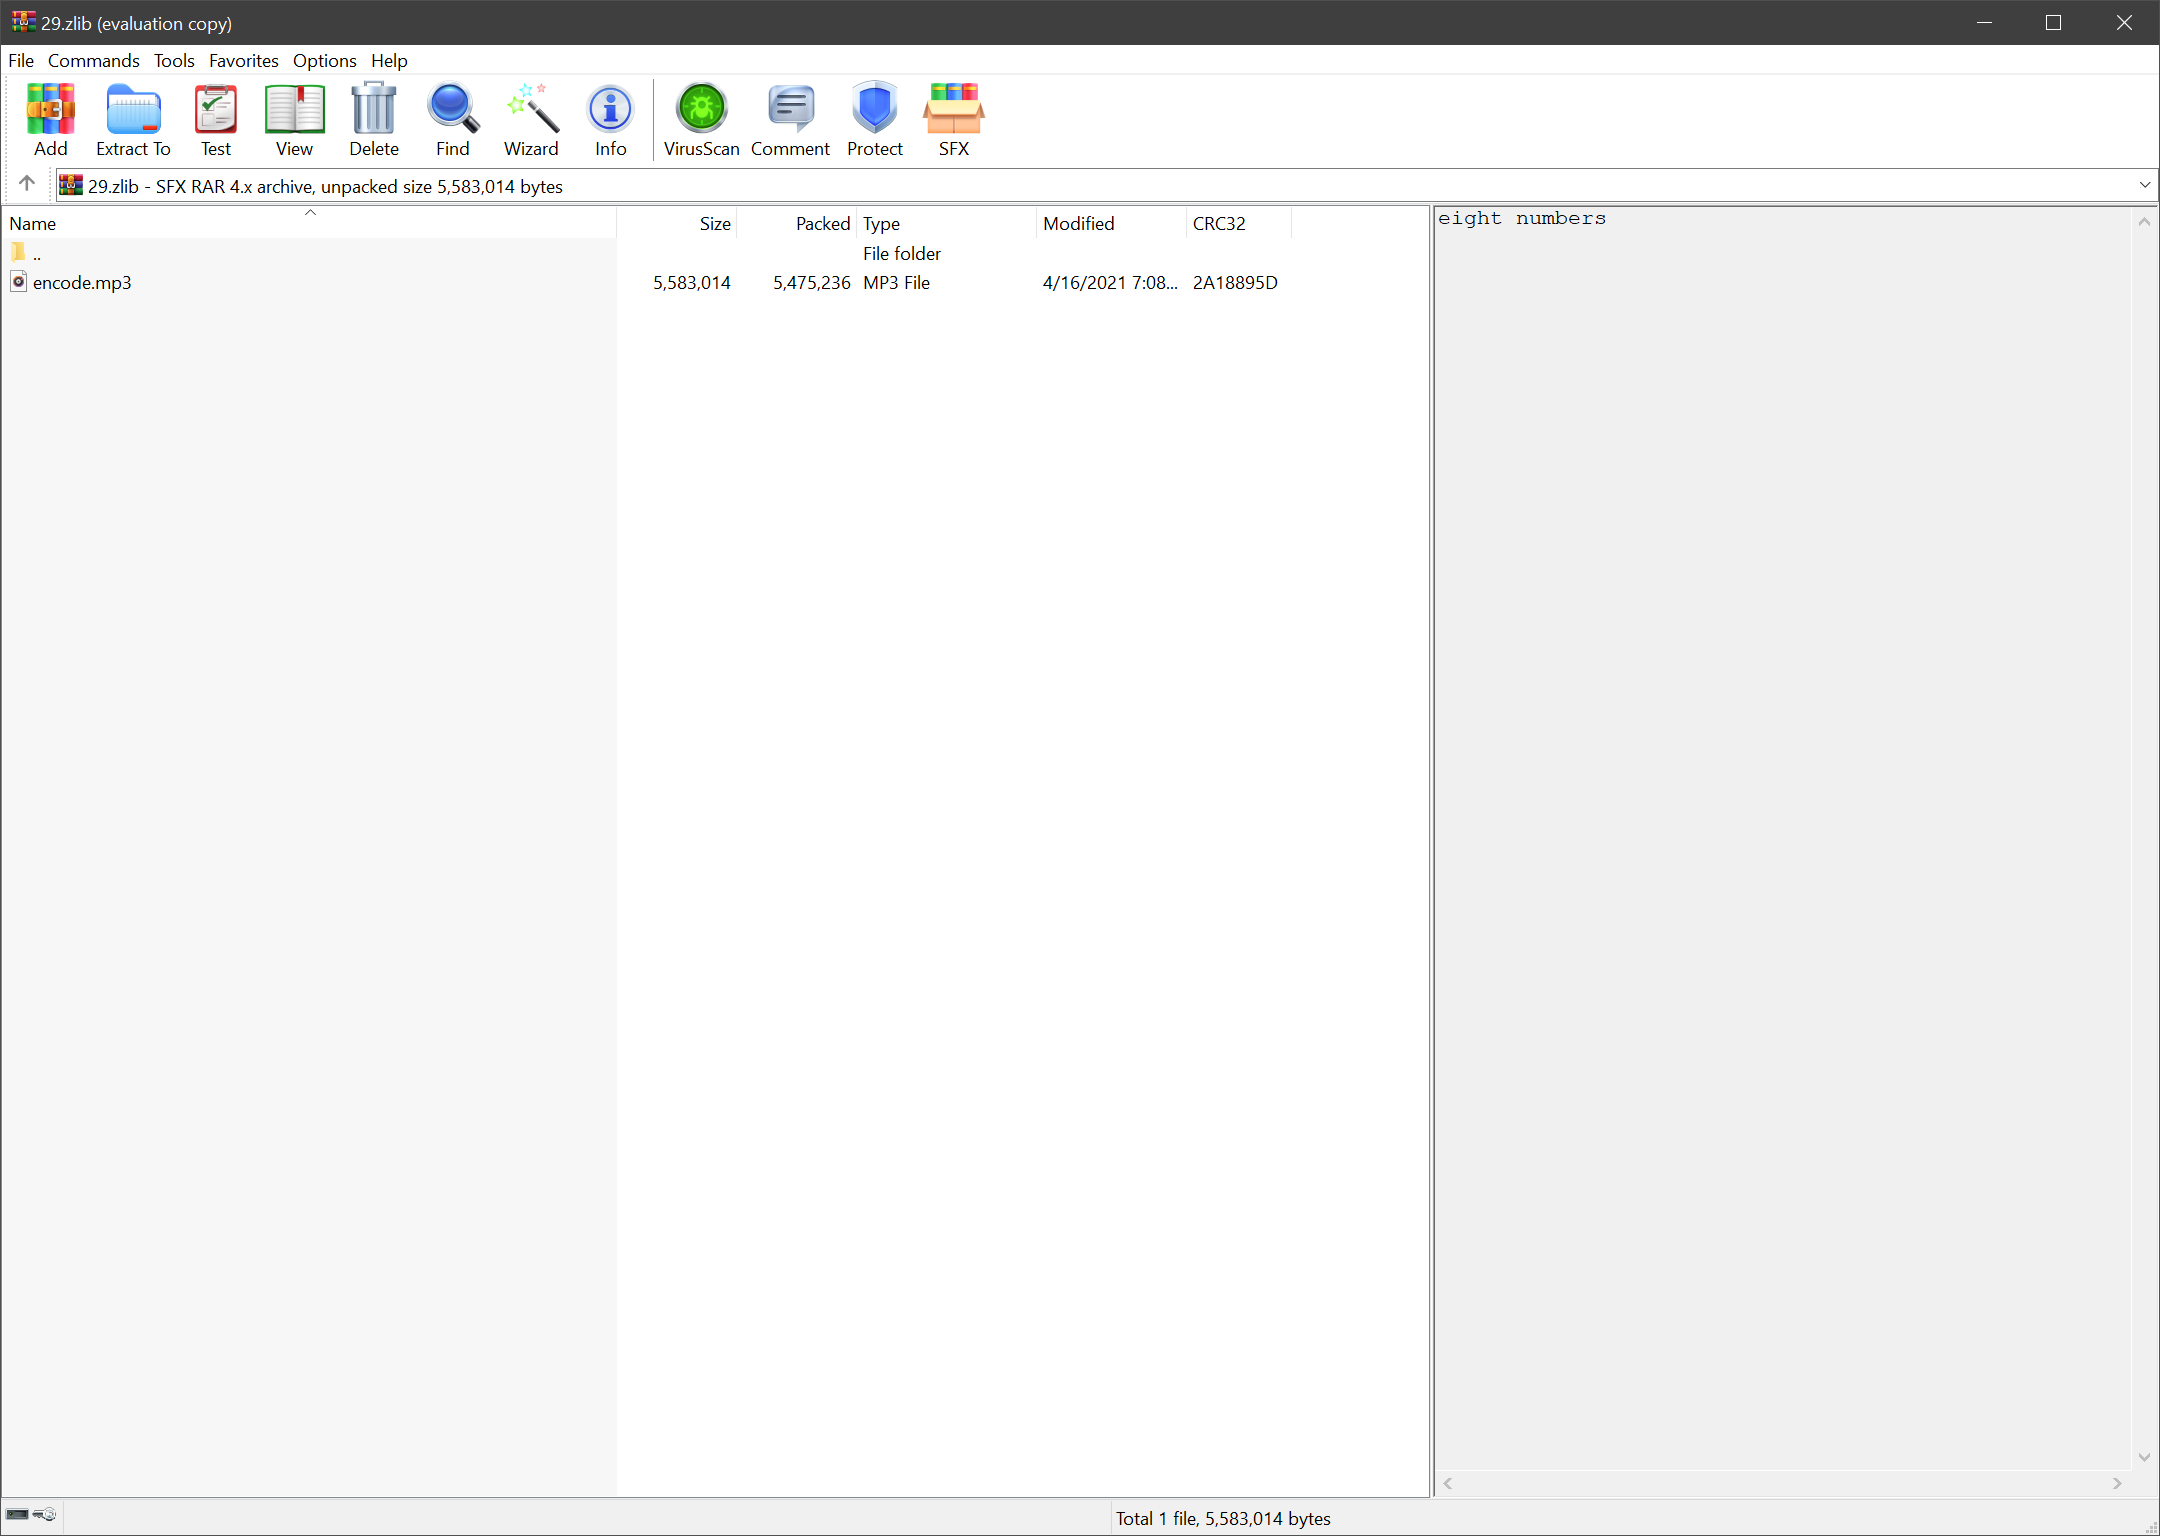 29.zlib (evaluation copy)
File Commands Tools Favorites Options Help
Add Extract To Test View Delete Find Wizard Info VirusScan Comment Protect SFX
29.zlib - SFX RAR 4.x archive, unpacked size 5,583,014 bytes
Name Size Packed Type Modified CRC32
.. File folder
encode.mp3 5,583,014 5,475,236 MP3 File 4/16/2021 7:08... 2A18895D
eight numbers
Total 1 file, 5,583,014 bytes